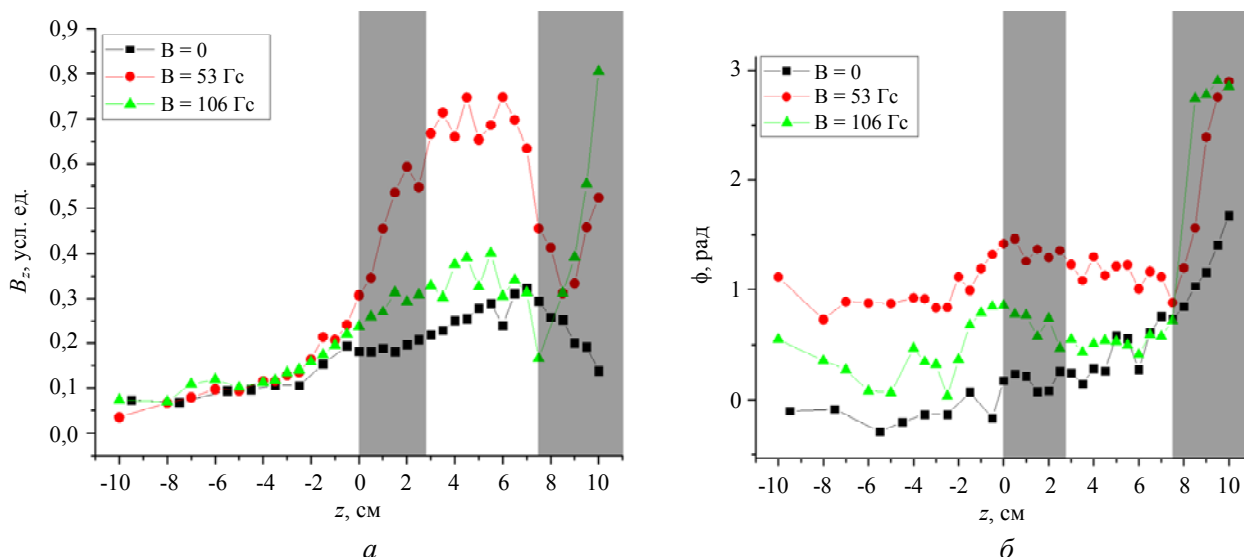 0,9
0,8
0,7
0,6
0,5
0,4
0,3
0,2
0,1
0,0
B_z, усл. ед.
B = 0
B = 53 Гс
B = 106 Гс
-10 -8 -6 -4 -2 0 2 4 6 8 10
z, см
а
3
2
1
0
ф, рад
B = 0
B = 53 Гс
B = 106 Гс
-10 -8 -6 -4 -2 0 2 4 6 8 10
z, см
б